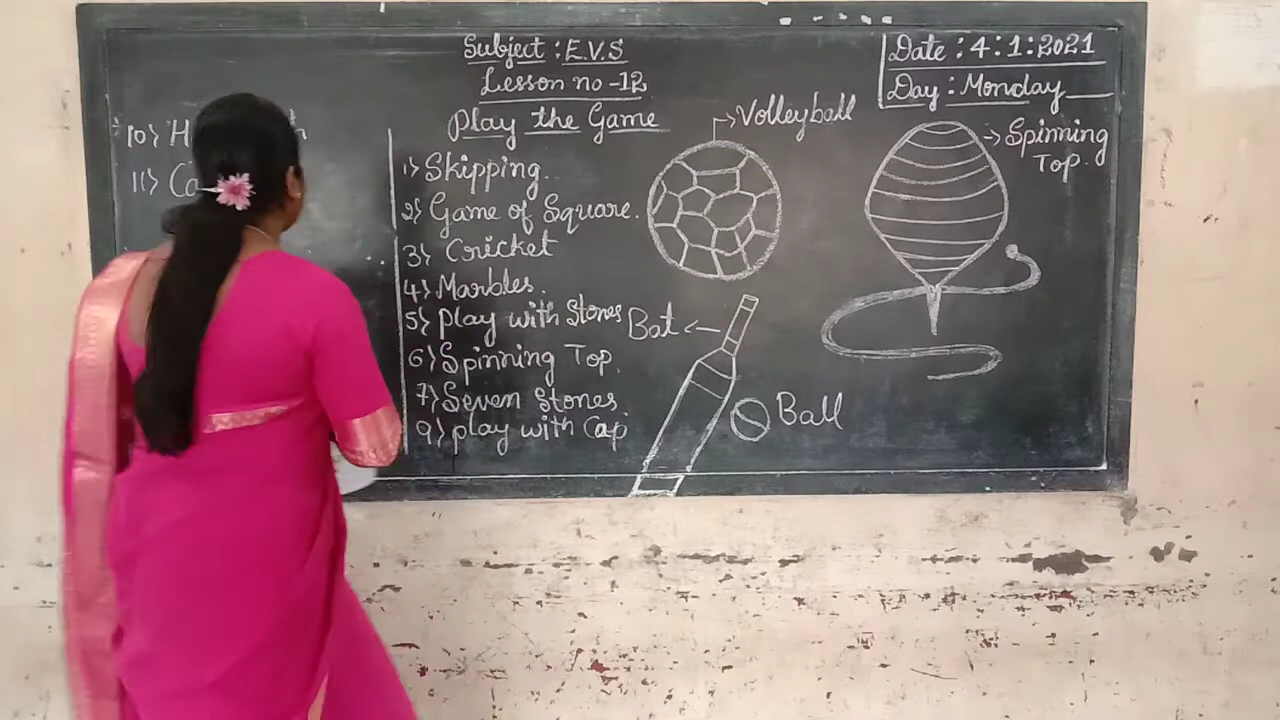 Subject : E.V.S
Lesson no -12
Play the Game
Date : 4:1:2021
Day : Monday
10)
11)
1) Skipping..
2) Game of Square.
3) Cricket
4) Marbles.
5) Play with Stones
6) Spinning Top.
7) Seven Stones.
9) play with Cap
Volleyball
Bat
Ball
Spinning
Top.